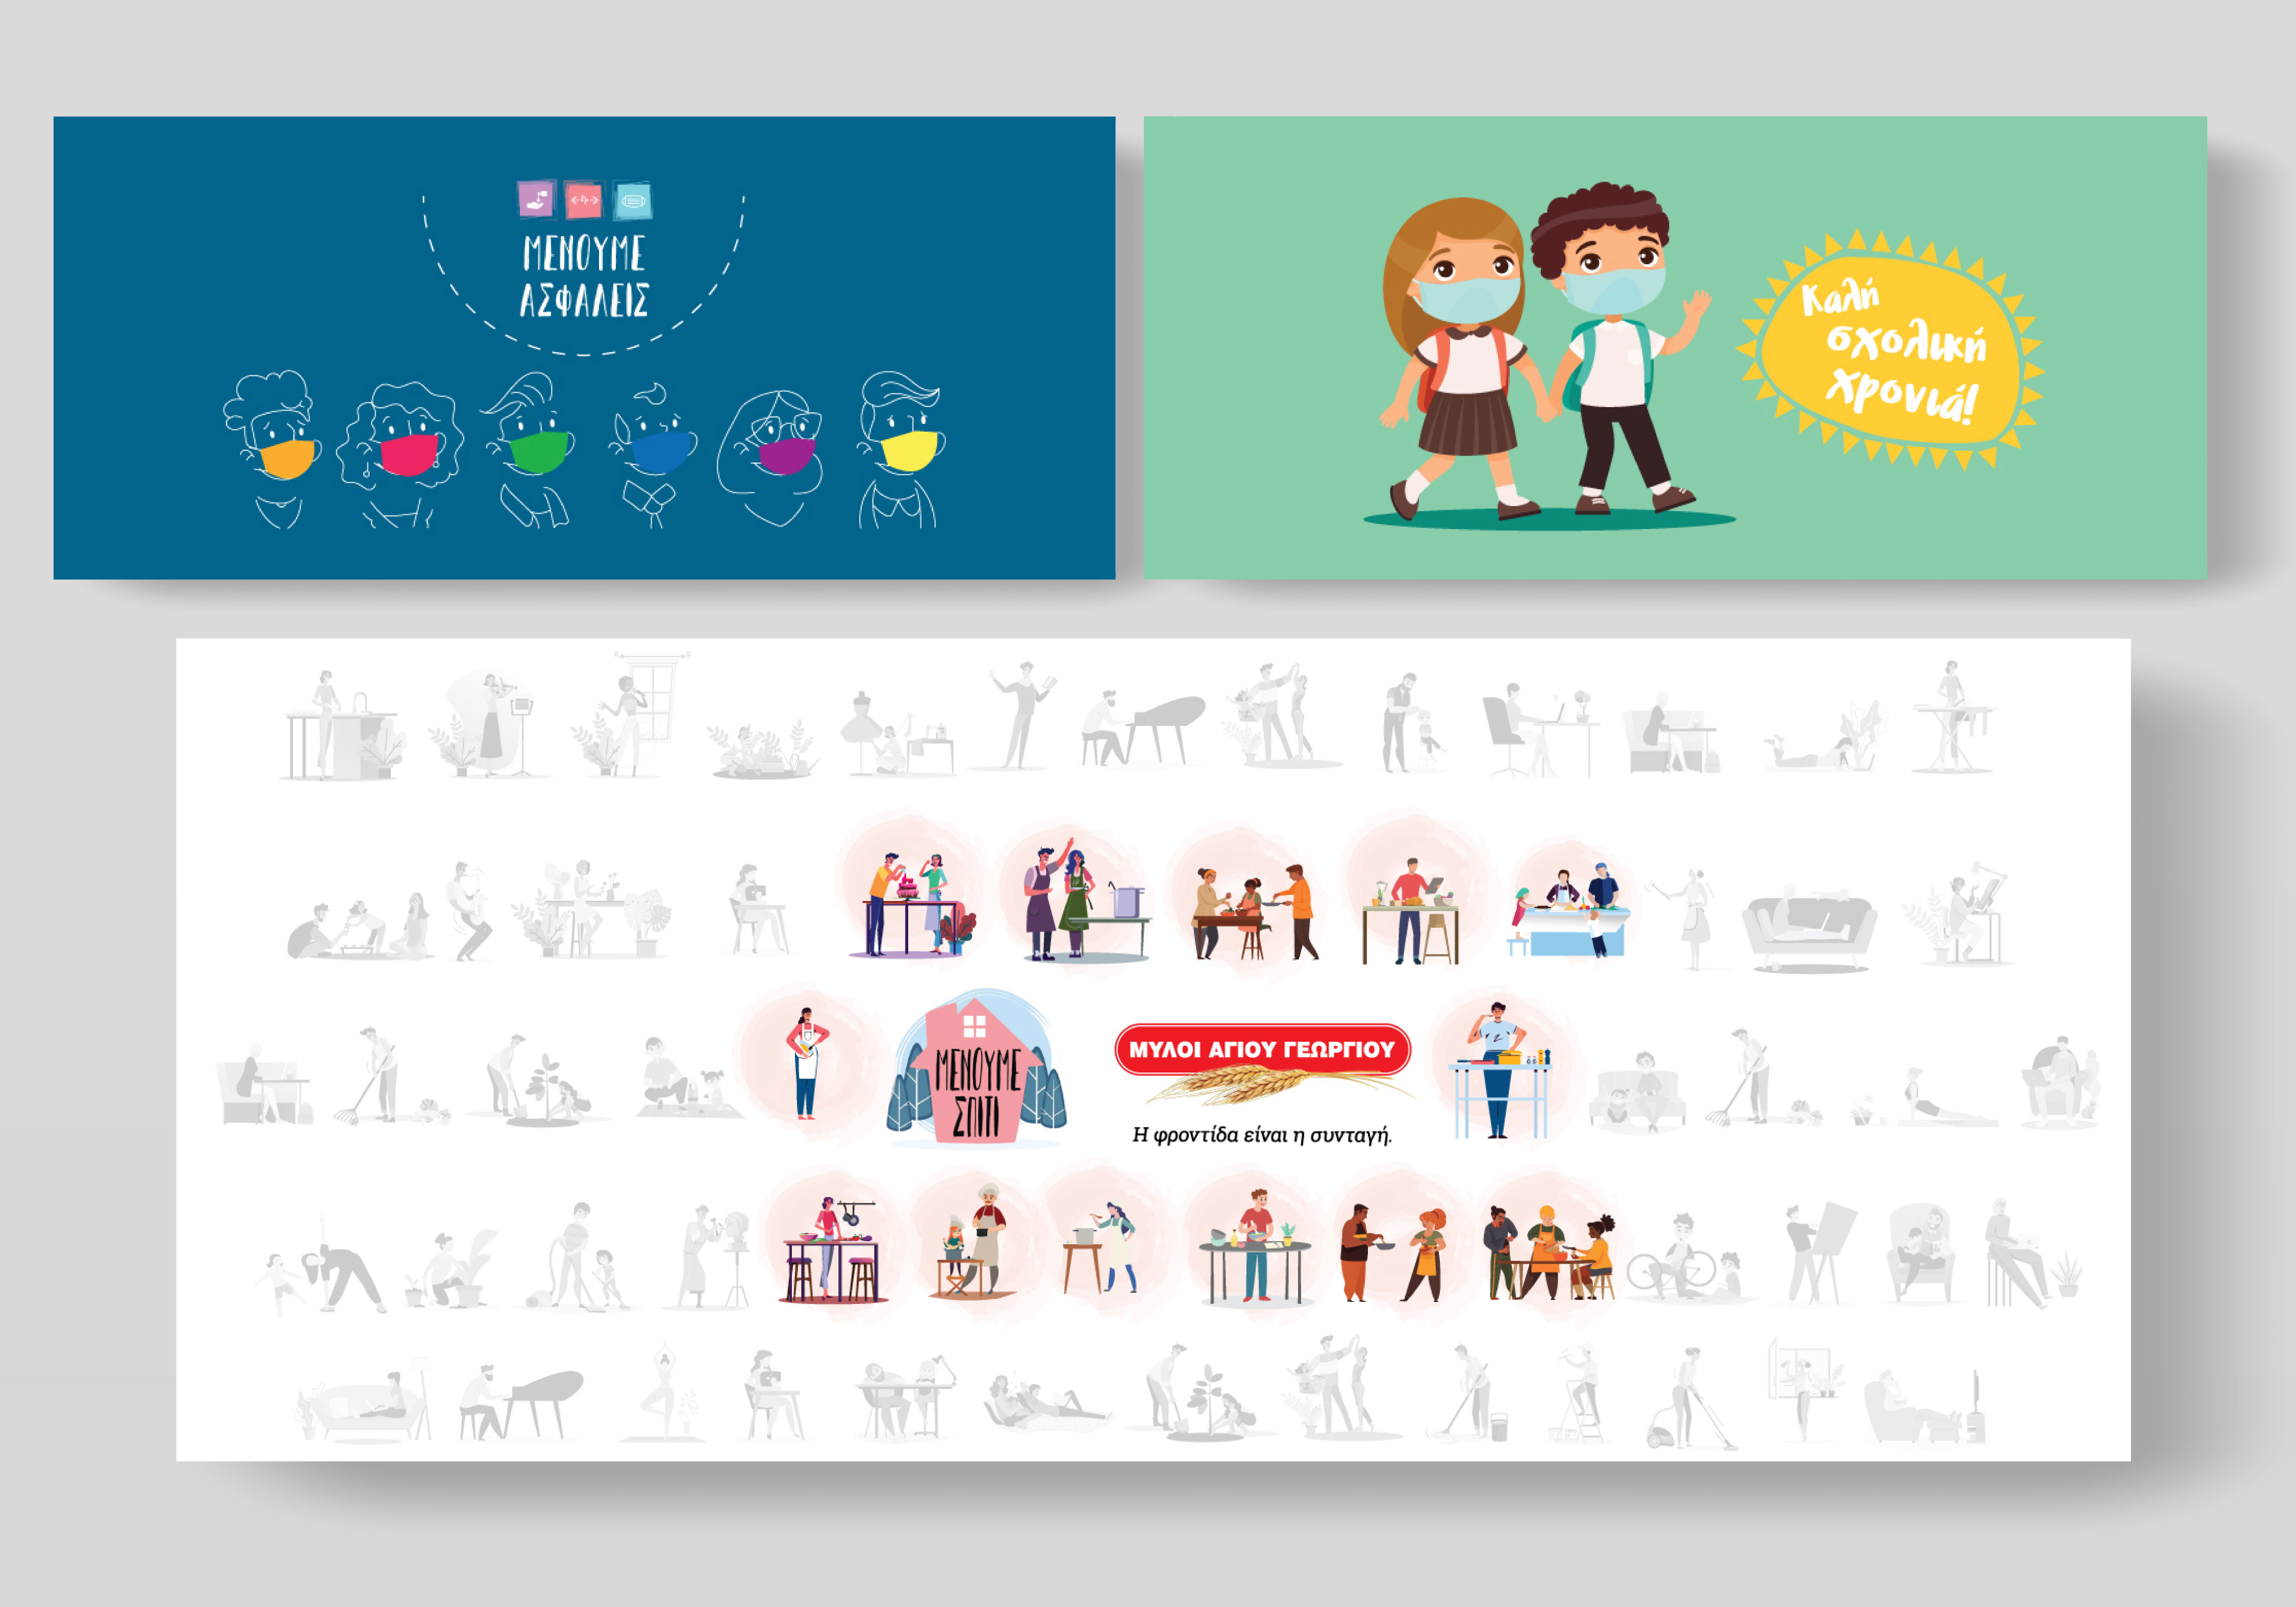 ΜΕΝΟΥΜΕ
ΑΣΦΑΛΕΙΣ
Καλή
σχολική
χρονιά!
ΜΕΝΟΥΜΕ
ΣΠΙΤΙ
ΜΥΛΟΙ ΑΓΙΟΥ ΓΕΩΡΓΙΟΥ
Η φροντίδα είναι η συνταγή.